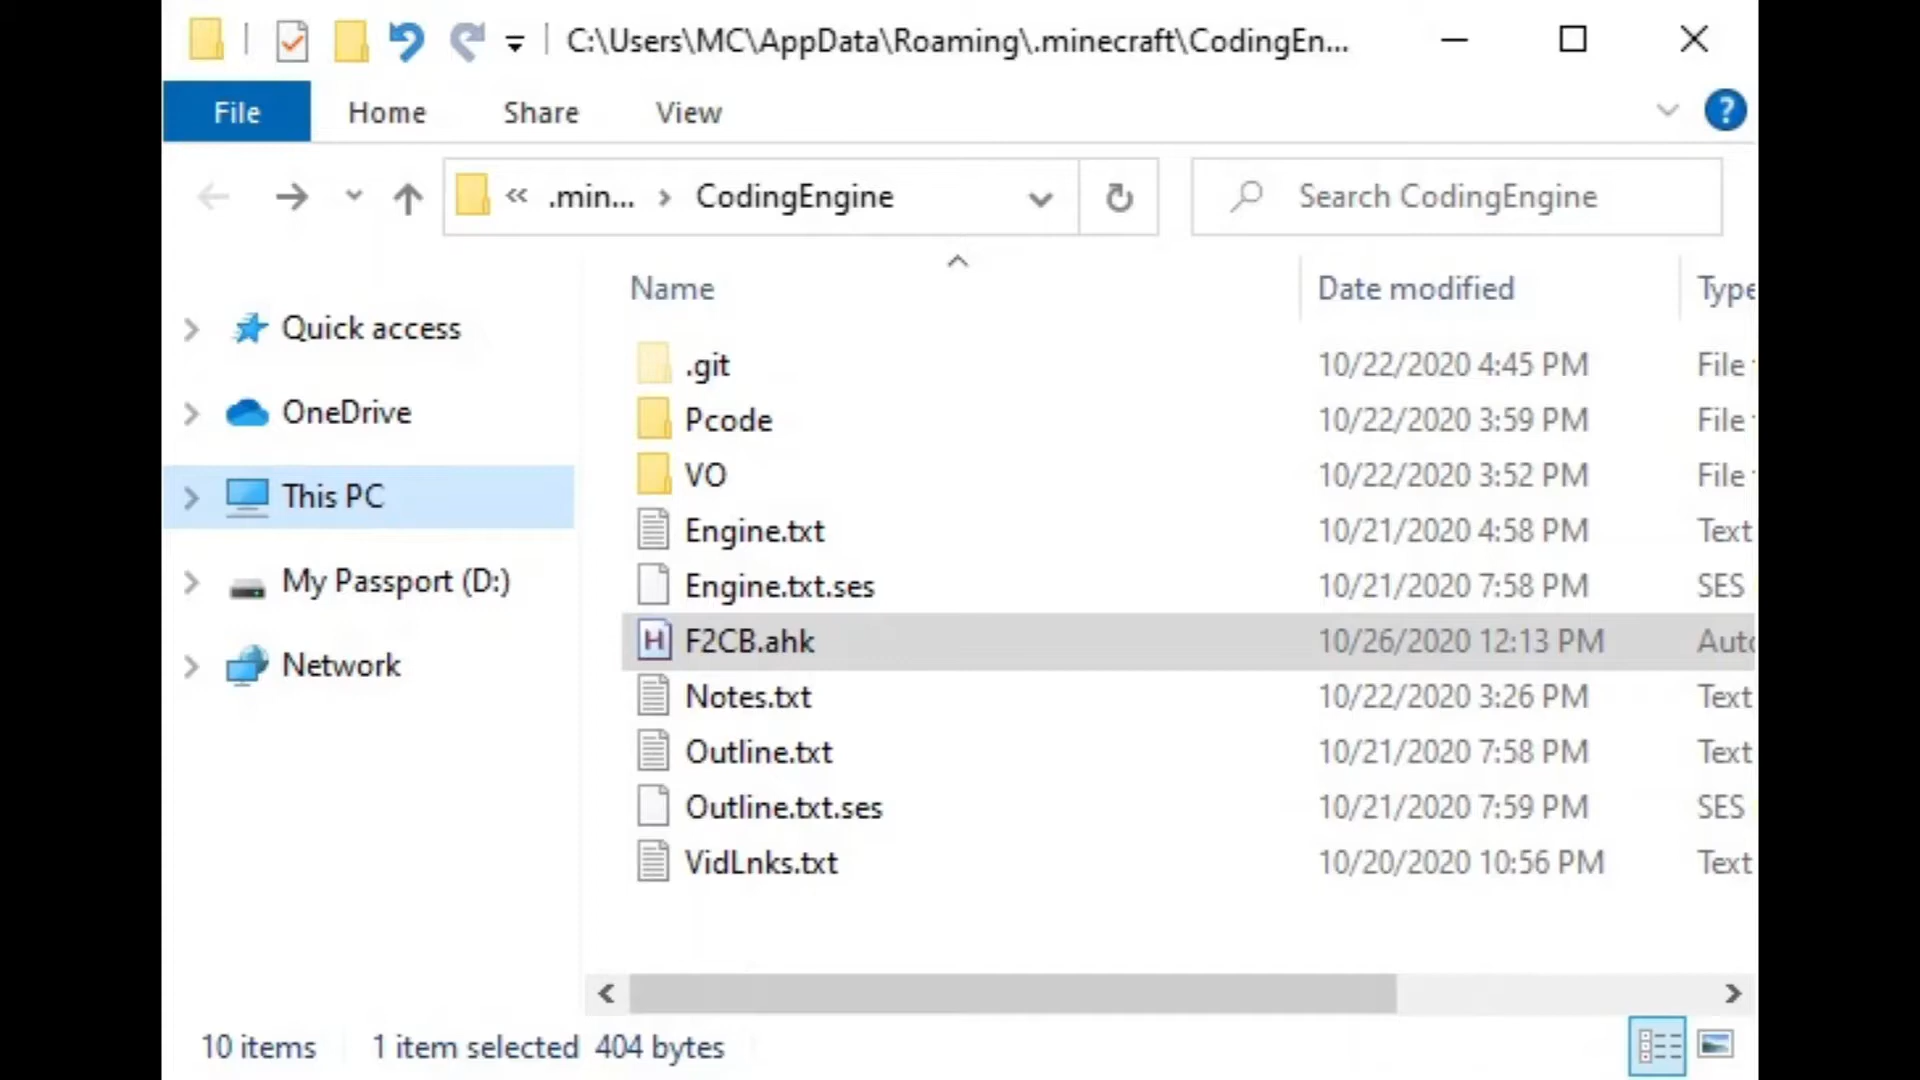 C:\Users\MC\AppData\Roaming\.minecraft\CodingEn...
File Home Share View
?
« .min... › CodingEngine
Search CodingEngine
Name Date modified Type
Quick access
OneDrive
This PC
My Passport (D:)
Network
.git 10/22/2020 4:45 PM File
Pcode 10/22/2020 3:59 PM File
VO 10/22/2020 3:52 PM File
Engine.txt 10/21/2020 4:58 PM Text
Engine.txt.ses 10/21/2020 7:58 PM SES
H F2CB.ahk 10/26/2020 12:13 PM Auto
Notes.txt 10/22/2020 3:26 PM Text
Outline.txt 10/21/2020 7:58 PM Text
Outline.txt.ses 10/21/2020 7:59 PM SES
VidLnks.txt 10/20/2020 10:56 PM Text
10 items 1 item selected 404 bytes